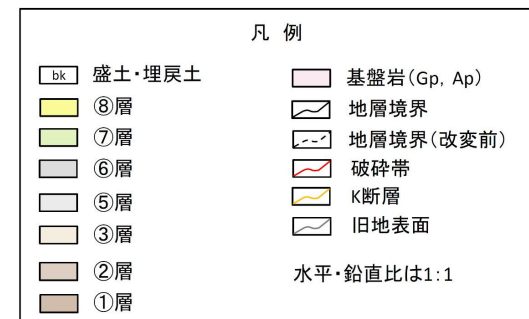 凡 例
bk 盛土・埋戻土
⑧層
⑦層
⑥層
⑤層
③層
②層
①層
基盤岩(Gp, Ap)
地層境界
地層境界(改変前)
破砕帯
K断層
旧地表面
水平・鉛直比は1:1